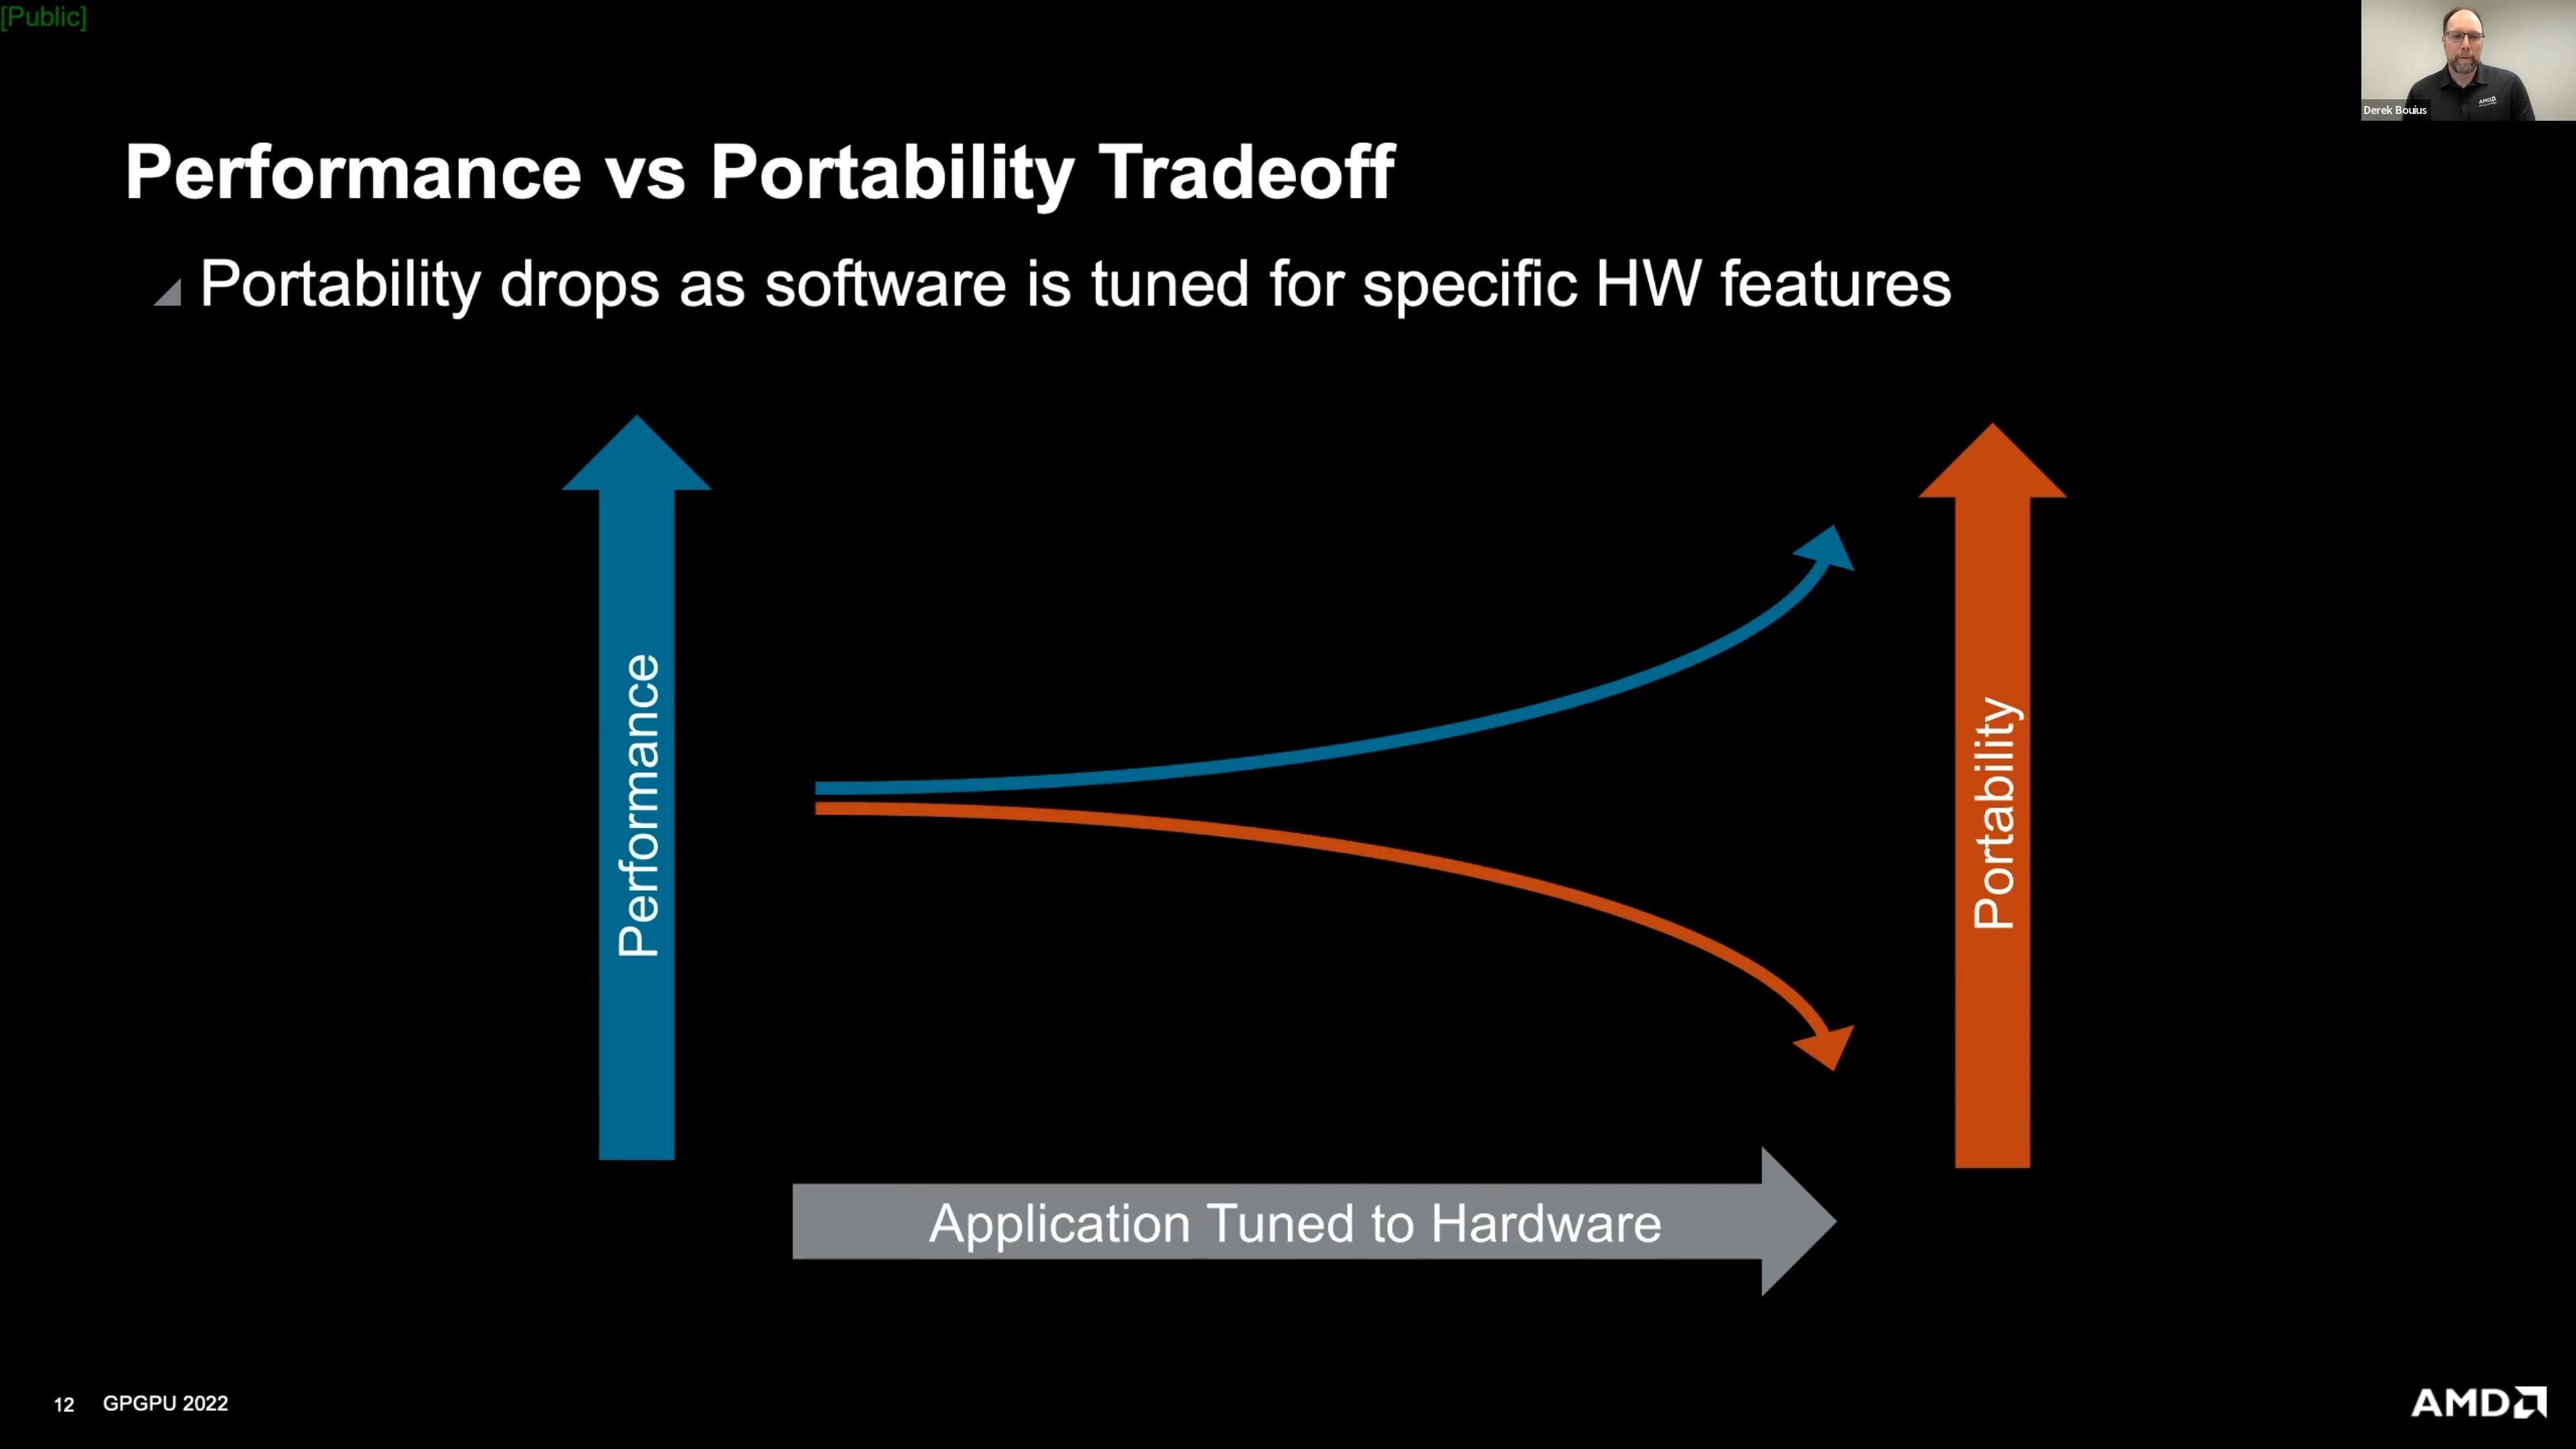 [Public]
Derek Bouius
AMD
Performance vs Portability Tradeoff
Portability drops as software is tuned for specific HW features
Performance
Portability
Application Tuned to Hardware
12 GPGPU 2022
AMD